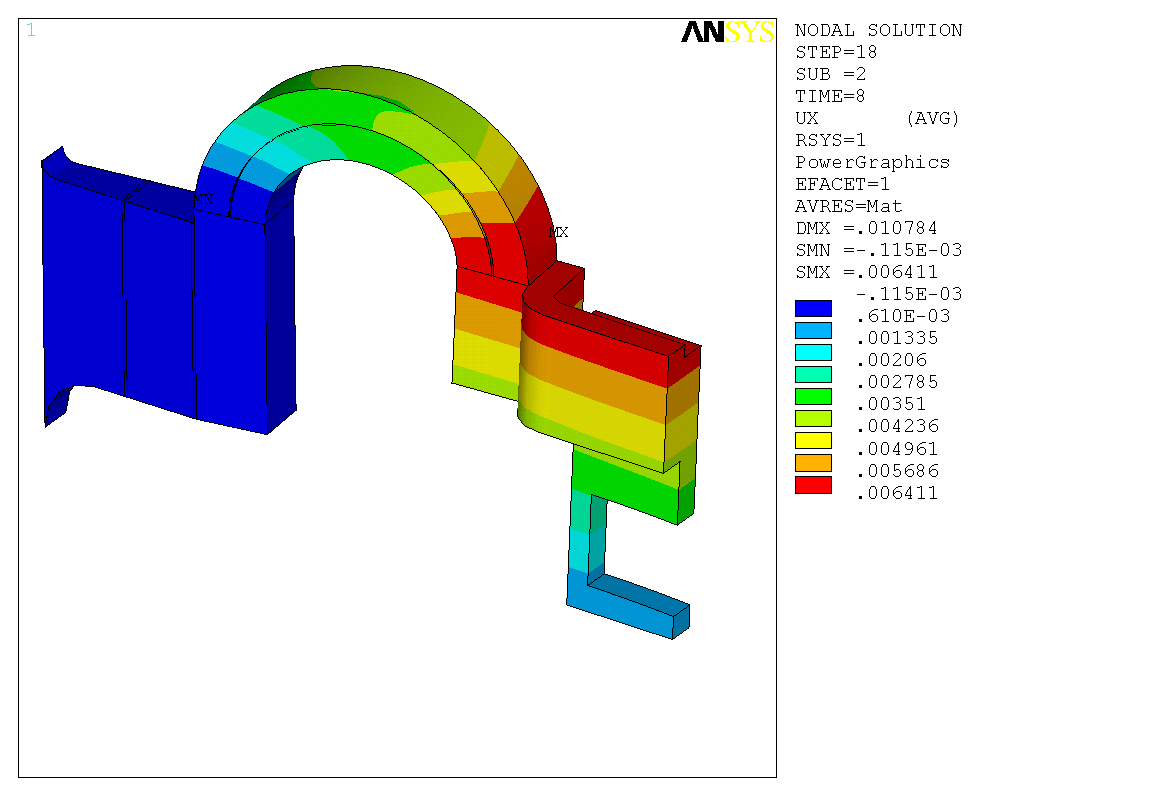 1
ANSYS
NODAL SOLUTION
STEP=18
SUB =2
TIME=8
UX (AVG)
RSYS=1
PowerGraphics
EFACET=1
AVRES=Mat
DMX =.010784
SMN =-.115E-03
SMX =.006411
-.115E-03
.610E-03
.001335
.00206
.002785
.00351
.004236
.004961
.005686
.006411
MN
MX